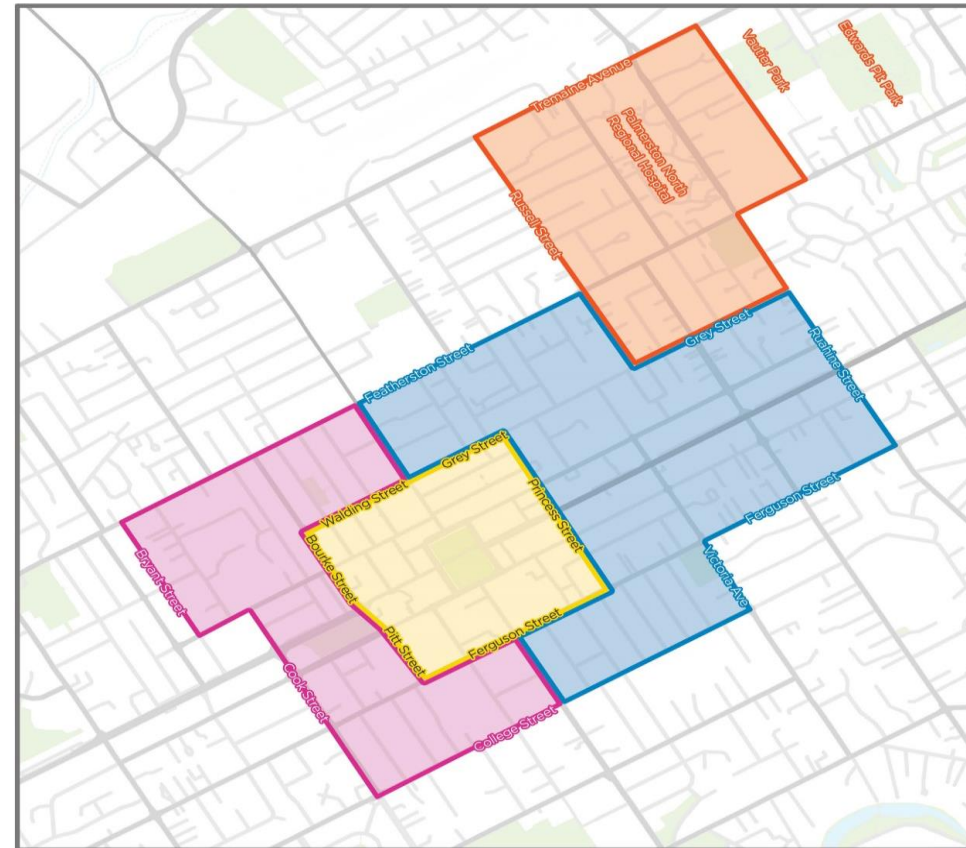 Tremaine Avenue
Vautier Park
Edwards Pit Park
Palmerston North
Regional Hospital
Russell Street
Grey Street
Featherston Street
Ruahine Street
Grey Street
Walding Street
Princess Street
Ferguson Street
Bourke Street
Bryant Street
Victoria Ave
Ferguson Street
Pitt Street
Cook Street
College Street